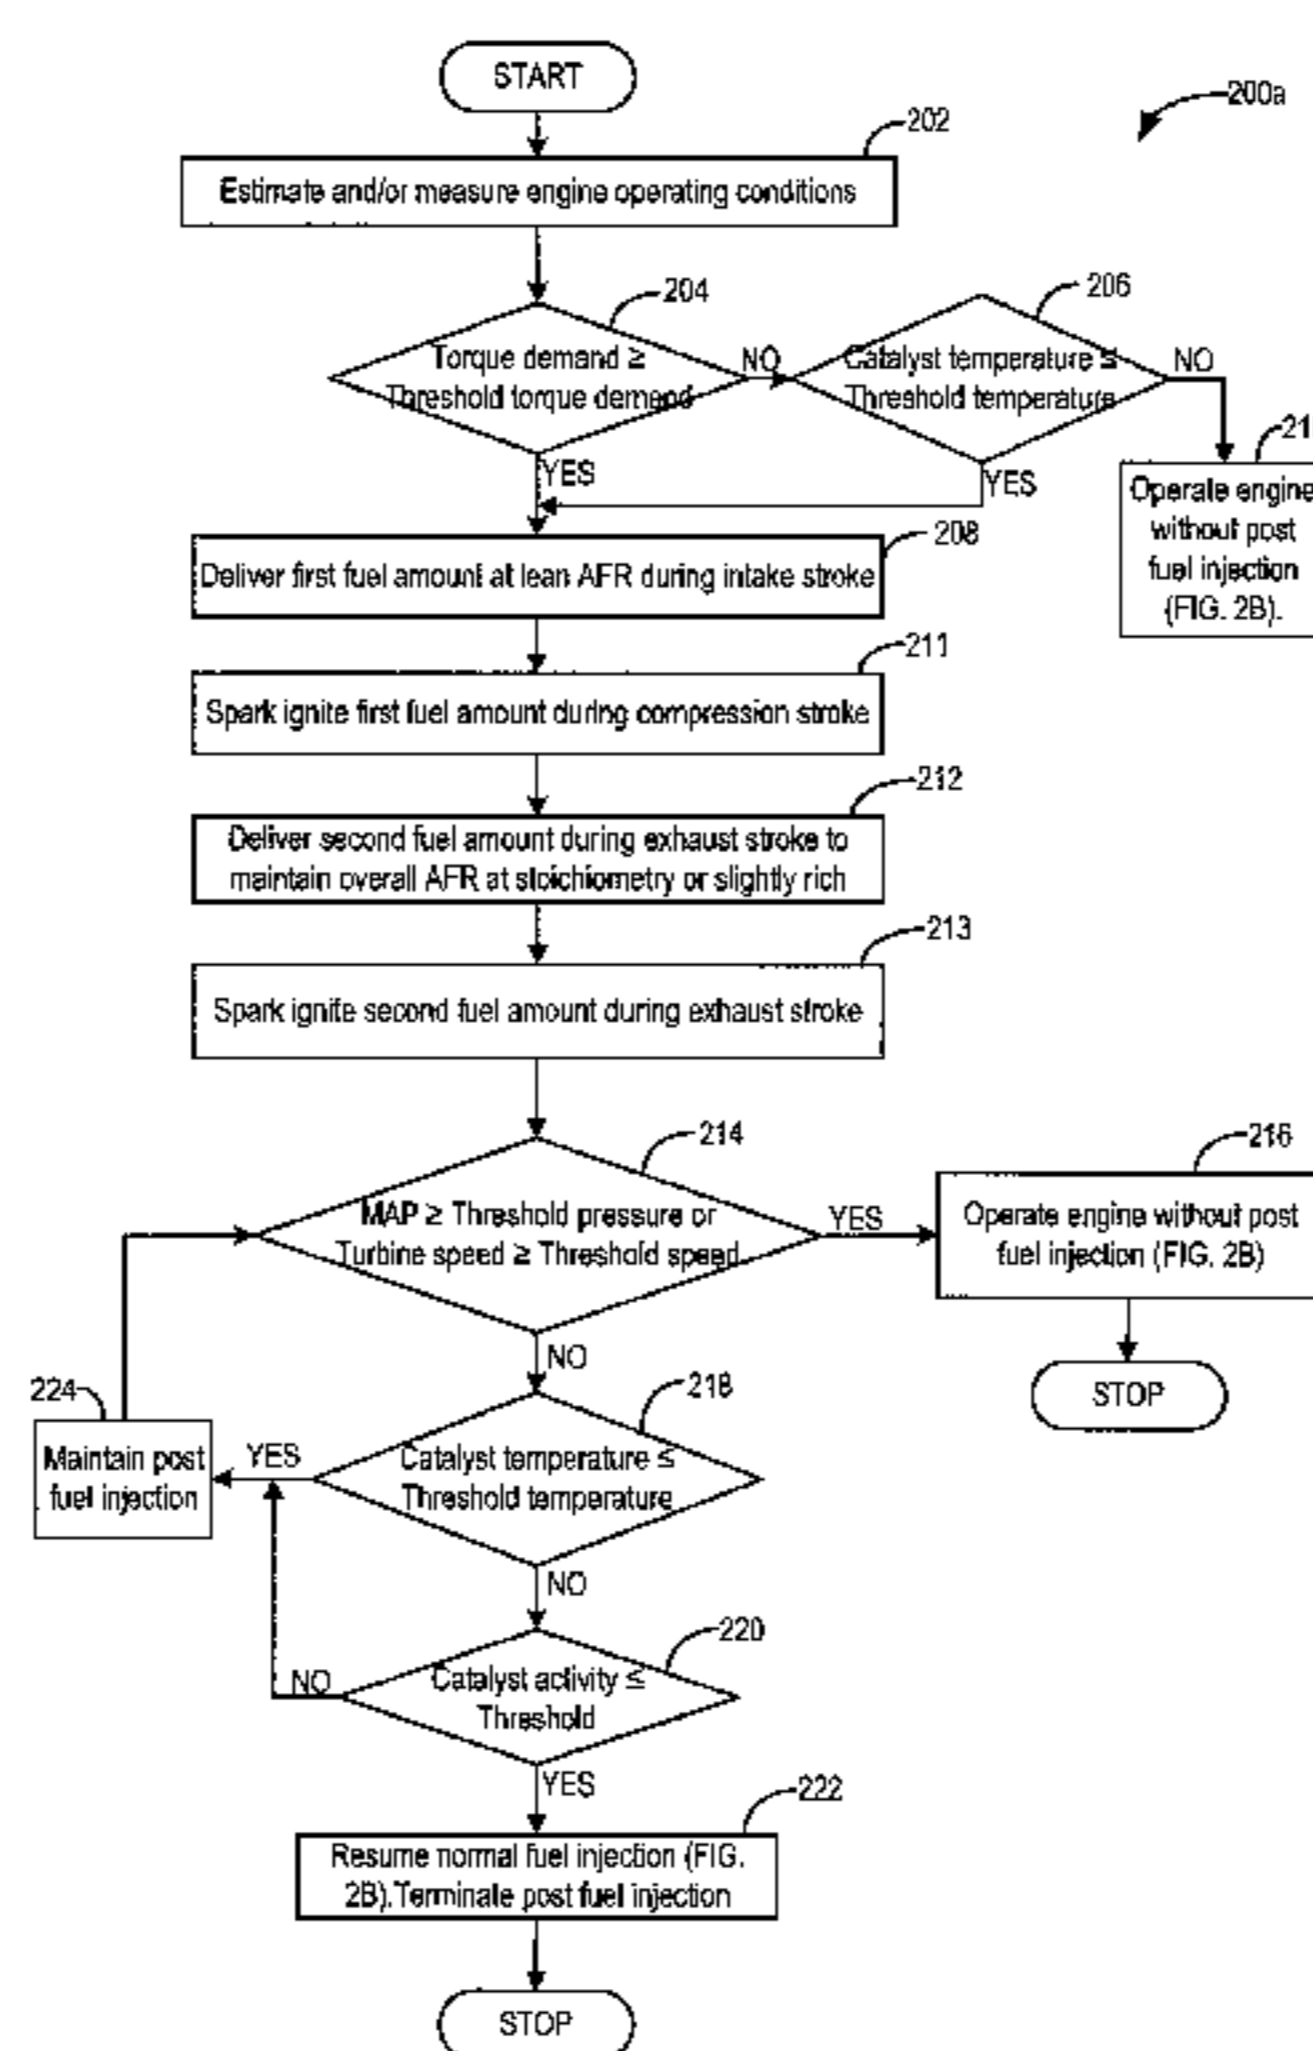 START
200a
202
Estimate and/or measure engine operating conditions
204
206
Torque demand ≥
Threshold torque demand
NO
Catalyst temperature ≤
Threshold temperature
NO
YES
YES
21
Operate engine
without post
fuel injection
(FIG. 2B).
208
Deliver first fuel amount at lean AFR during intake stroke
211
Spark ignite first fuel amount during compression stroke
212
Deliver second fuel amount during exhaust stroke to
maintain overall AFR at stoichiometry or slightly rich
213
Spark ignite second fuel amount during exhaust stroke
214
MAP ≥ Threshold pressure or
Turbine speed ≥ Threshold speed
YES
216
Operate engine without post
fuel injection (FIG. 2B)
STOP
NO
218
Catalyst temperature ≤
Threshold temperature
YES
224
Maintain post
fuel injection
NO
220
Catalyst activity ≤
Threshold
NO
YES
222
Resume normal fuel injection (FIG.
2B).Terminate post fuel injection
STOP